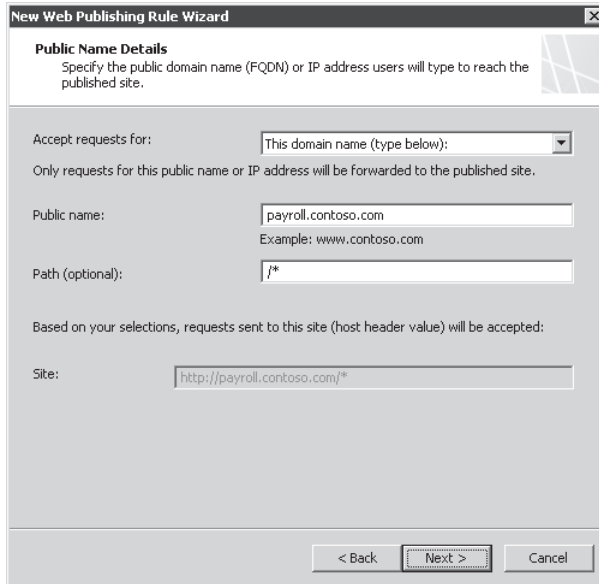 New Web Publishing Rule Wizard
Public Name Details
Specify the public domain name (FQDN) or IP address users will type to reach the
published site.
Accept requests for:
This domain name (type below):
Only requests for this public name or IP address will be forwarded to the published site.
Public name:
payroll.contoso.com
Example: www.contoso.com
Path (optional):
/*
Based on your selections, requests sent to this site (host header value) will be accepted:
Site:
http://payroll.contoso.com/*
< Back
Next >
Cancel